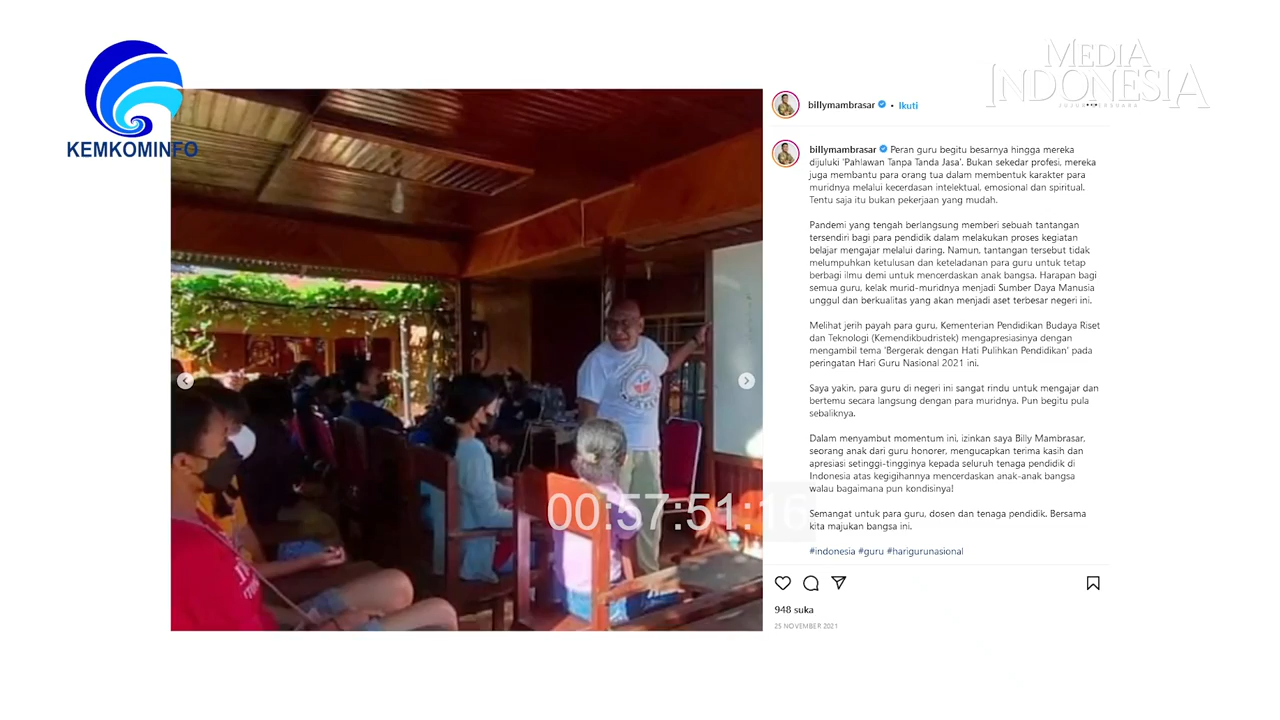 KEMKOMINFO
MEDIA
INDONESIA
billymambrasar • Ikuti
billymambrasar Peran guru begitu besarnya hingga mereka
dijuluki 'Pahlawan Tanpa Tanda Jasa'. Bukan sekedar profesi, mereka
juga membantu para orang tua dalam membentuk karakter para
muridnya melalui kecerdasan intelektual, emosional dan spiritual.
Tentu saja itu bukan pekerjaan yang mudah.
Pandemi yang tengah berlangsung memberi sebuah tantangan
tersendiri bagi para pendidik dalam melakukan proses kegiatan
belajar mengajar melalui daring. Namun, tantangan tersebut tidak
melumpuhkan ketulusan dan keteladanan para guru untuk tetap
berbagi ilmu demi untuk mencerdaskan anak bangsa. Harapan bagi
semua guru, kelak murid-muridnya menjadi Sumber Daya Manusia
unggul dan berkualitas yang akan menjadi aset terbesar negeri ini.
Melihat jerih payah para guru, Kementerian Pendidikan Budaya Riset
dan Teknologi (Kemendikbudristek) mengapresiasinya dengan
mengambil tema 'Bergerak dengan Hati Pulihkan Pendidikan' pada
peringatan Hari Guru Nasional 2021 ini.
Saya yakin, para guru di negeri ini sangat rindu untuk mengajar dan
bertemu secara langsung dengan para muridnya. Pun begitu pula
sebaliknya.
Dalam menyambut momentum ini, izinkan saya Billy Mambrasar,
seorang anak dari guru honorer, mengucapkan terima kasih dan
apresiasi setinggi-tingginya kepada seluruh tenaga pendidik di
Indonesia atas kegigihannya mencerdaskan anak-anak bangsa
walau bagaimana pun kondisinya!
00:57:51:16
Semangat untuk para guru, dosen dan tenaga pendidik. Bersama
kita majukan bangsa ini.
#indonesia #guru #harigurunasional
948 suka
25 NOVEMBER 2021